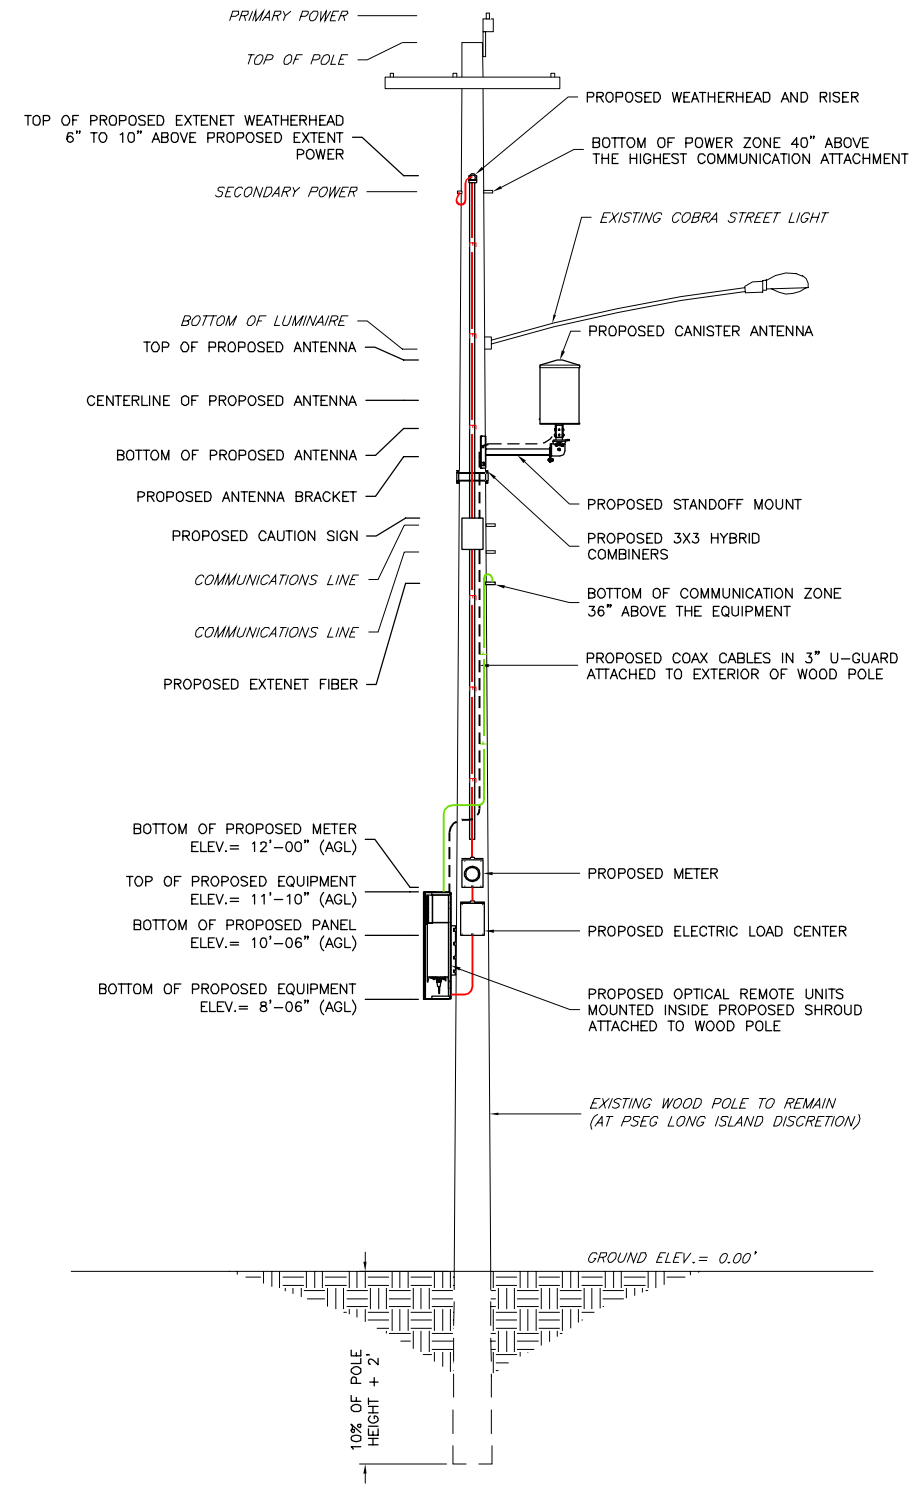 PRIMARY POWER
TOP OF POLE
TOP OF PROPOSED EXTENET WEATHERHEAD
6" TO 10" ABOVE PROPOSED EXTENT
POWER
SECONDARY POWER
BOTTOM OF LUMINAIRE
TOP OF PROPOSED ANTENNA
CENTERLINE OF PROPOSED ANTENNA
BOTTOM OF PROPOSED ANTENNA
PROPOSED ANTENNA BRACKET
PROPOSED CAUTION SIGN
COMMUNICATIONS LINE
COMMUNICATIONS LINE
PROPOSED EXTENET FIBER
BOTTOM OF PROPOSED METER
ELEV.= 12'-00" (AGL)
TOP OF PROPOSED EQUIPMENT
ELEV.= 11'-10" (AGL)
BOTTOM OF PROPOSED PANEL
ELEV.= 10'-06" (AGL)
BOTTOM OF PROPOSED EQUIPMENT
ELEV.= 8'-06" (AGL)
PROPOSED WEATHERHEAD AND RISER
BOTTOM OF POWER ZONE 40" ABOVE
THE HIGHEST COMMUNICATION ATTACHMENT
EXISTING COBRA STREET LIGHT
PROPOSED CANISTER ANTENNA
PROPOSED STANDOFF MOUNT
PROPOSED 3X3 HYBRID
COMBINERS
BOTTOM OF COMMUNICATION ZONE
36" ABOVE THE EQUIPMENT
PROPOSED COAX CABLES IN 3" U-GUARD
ATTACHED TO EXTERIOR OF WOOD POLE
PROPOSED METER
PROPOSED ELECTRIC LOAD CENTER
PROPOSED OPTICAL REMOTE UNITS
MOUNTED INSIDE PROPOSED SHROUD
ATTACHED TO WOOD POLE
EXISTING WOOD POLE TO REMAIN
(AT PSEG LONG ISLAND DISCRETION)
GROUND ELEV.= 0.00'
10% OF POLE
HEIGHT + 2'